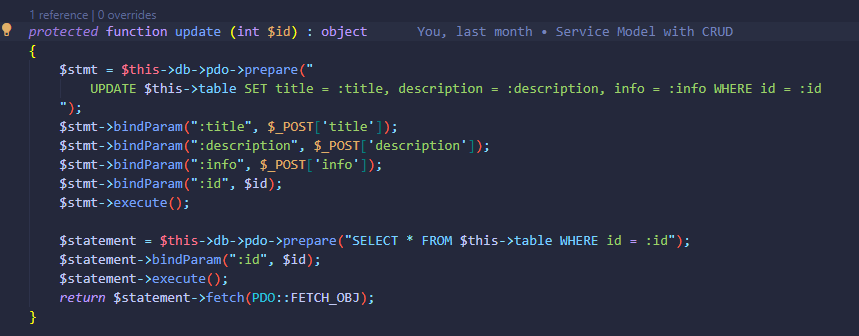 1 reference | 0 overrides
protected function update (int $id) : object You, last month • Service Model with CRUD
{
$stmt = $this->db->pdo->prepare("
UPDATE $this->table SET title = :title, description = :description, info = :info WHERE id = :id
");
$stmt->bindParam(":title", $_POST['title']);
$stmt->bindParam(":description", $_POST['description']);
$stmt->bindParam(":info", $_POST['info']);
$stmt->bindParam(":id", $id);
$stmt->execute();
$statement = $this->db->pdo->prepare("SELECT * FROM $this->table WHERE id = :id");
$statement->bindParam(":id", $id);
$statement->execute();
return $statement->fetch(PDO::FETCH_OBJ);
}